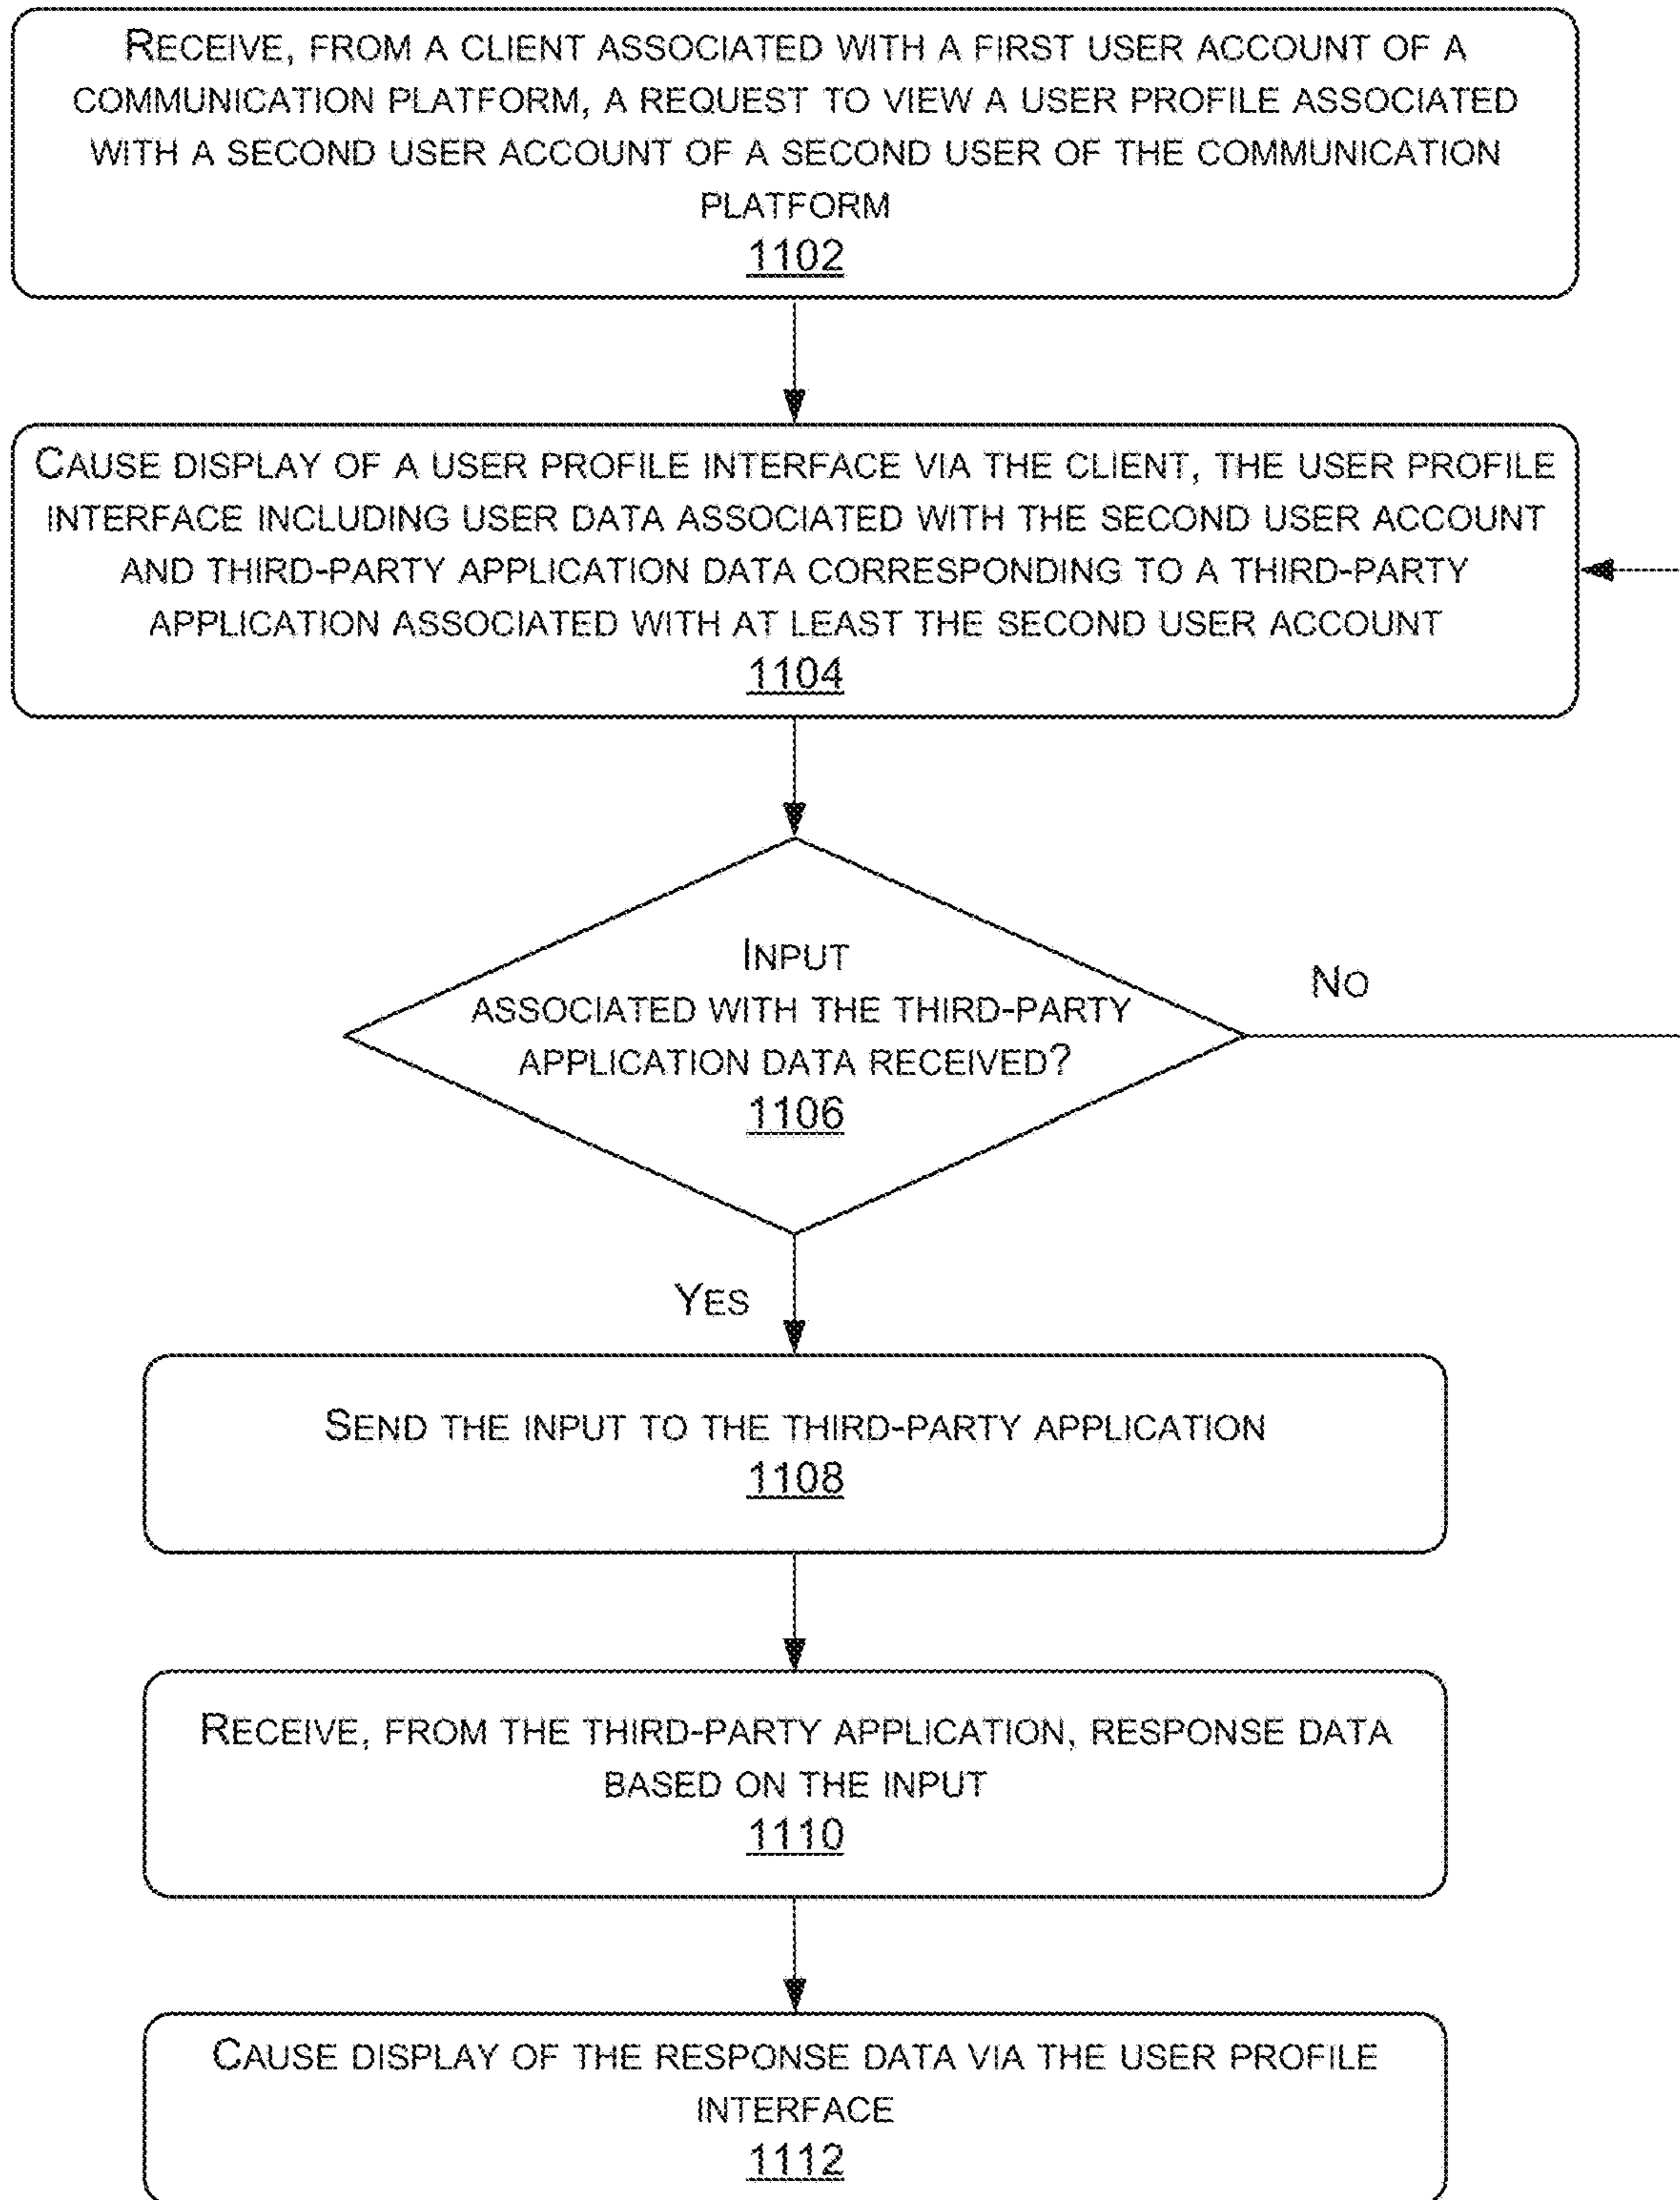 RECEIVE, FROM A CLIENT ASSOCIATED WITH A FIRST USER ACCOUNT OF A
COMMUNICATION PLATFORM, A REQUEST TO VIEW A USER PROFILE ASSOCIATED
WITH A SECOND USER ACCOUNT OF A SECOND USER OF THE COMMUNICATION
PLATFORM
1102
CAUSE DISPLAY OF A USER PROFILE INTERFACE VIA THE CLIENT, THE USER PROFILE
INTERFACE INCLUDING USER DATA ASSOCIATED WITH THE SECOND USER ACCOUNT
AND THIRD-PARTY APPLICATION DATA CORRESPONDING TO A THIRD-PARTY
APPLICATION ASSOCIATED WITH AT LEAST THE SECOND USER ACCOUNT
1104
INPUT
ASSOCIATED WITH THE THIRD-PARTY
APPLICATION DATA RECEIVED?
1106
NO
YES
SEND THE INPUT TO THE THIRD-PARTY APPLICATION
1108
RECEIVE, FROM THE THIRD-PARTY APPLICATION, RESPONSE DATA
BASED ON THE INPUT
1110
CAUSE DISPLAY OF THE RESPONSE DATA VIA THE USER PROFILE
INTERFACE
1112